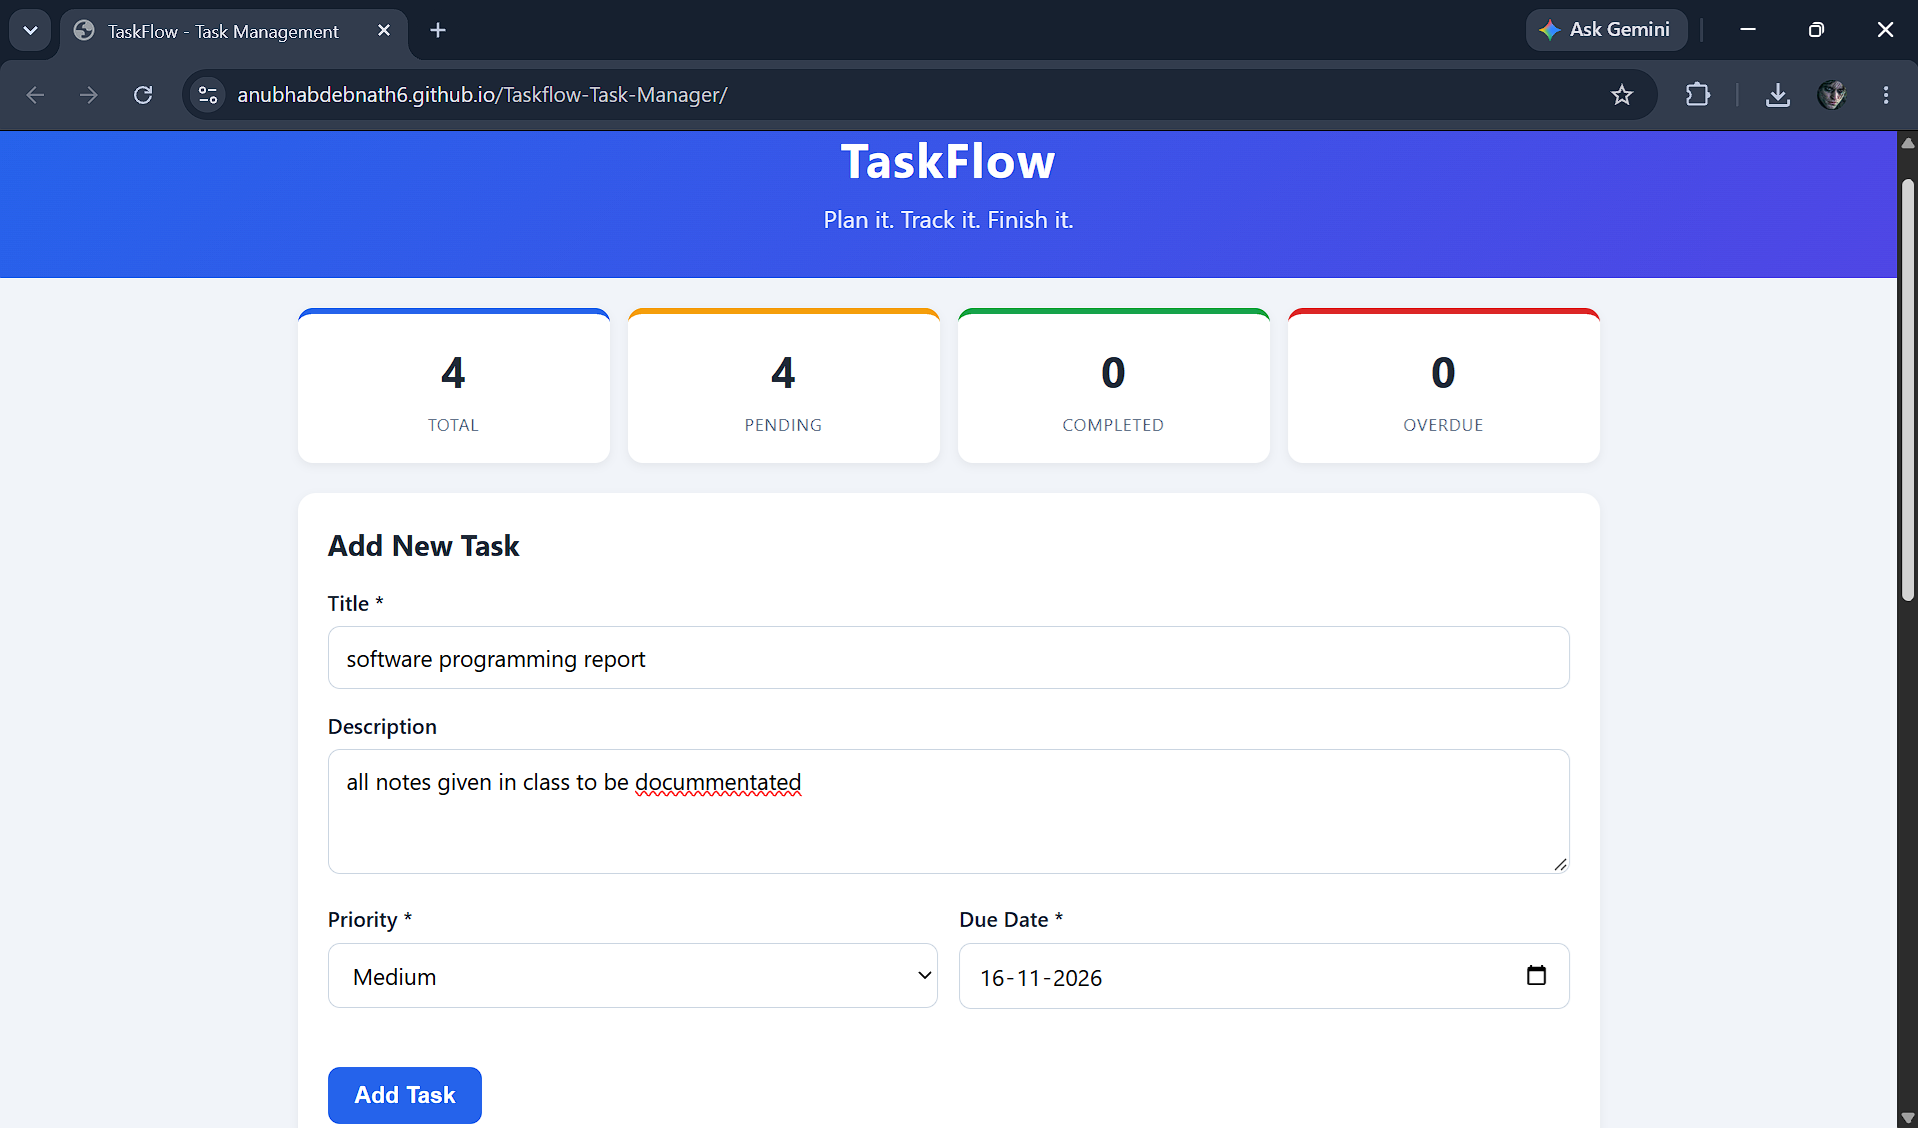 TaskFlow - Task Management
Ask Gemini
anubhabdebnath6.github.io/Taskflow-Task-Manager/
TaskFlow
Plan it. Track it. Finish it.
4
TOTAL
4
PENDING
0
COMPLETED
0
OVERDUE
Add New Task
Title *
software programming report
Description
all notes given in class to be docummentated
Priority *
Medium
Due Date *
16-11-2026
Add Task